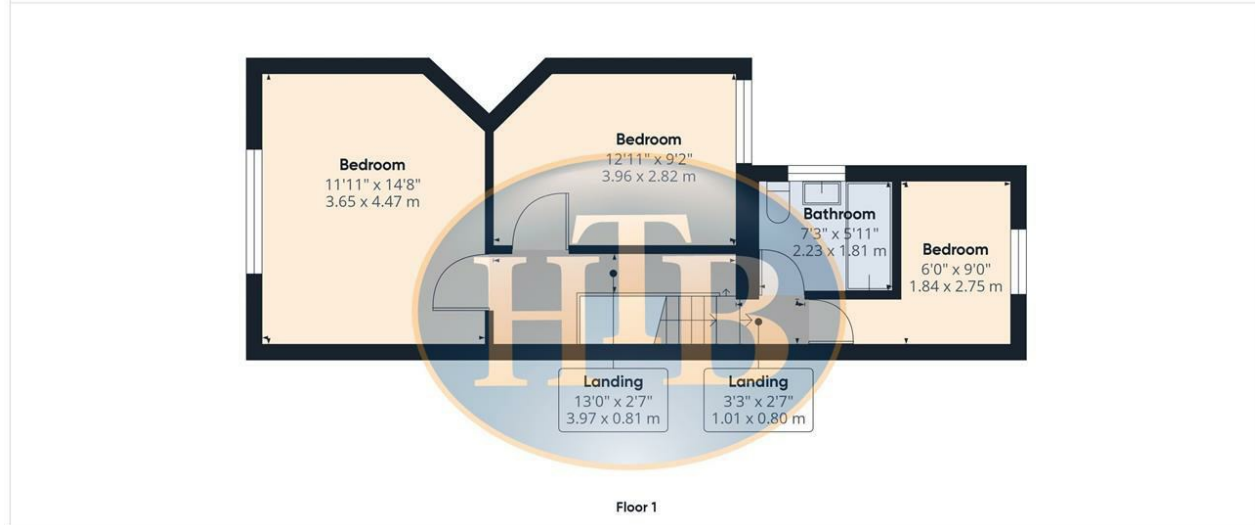 Bedroom
11'11" x 14'8"
3.65 x 4.47 m
Bedroom
12'11" x 9'2"
3.96 x 2.82 m
Bathroom
7'3" x 5'11"
2.23 x 1.81 m
Bedroom
6'0" x 9'0"
1.84 x 2.75 m
HTB
Landing
13'0" x 2'7"
3.97 x 0.81 m
Landing
3'3" x 2'7"
1.01 x 0.80 m
Floor 1